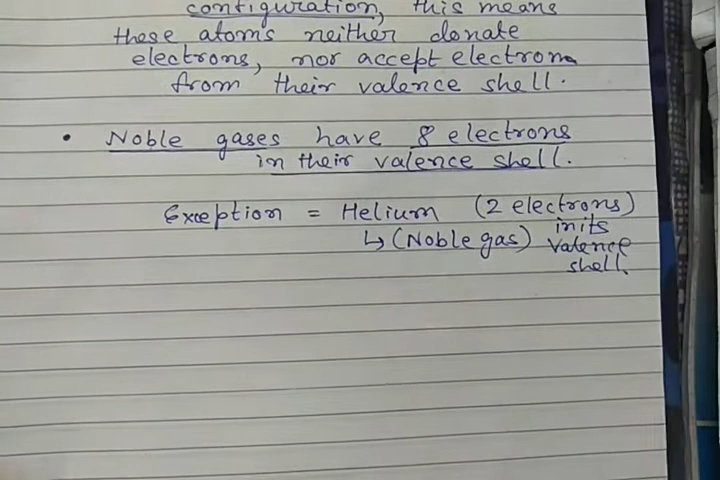 configuration, this means
these atoms neither donate
electrons, nor accept electron
from their valence shell.
• Noble gases have 8 electrons
in their valence shell.
Exception = Helium (2 electrons)
↳ (Noble gas) in its
valence
shell.